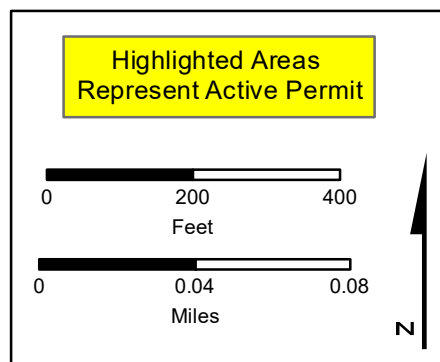 Highlighted Areas
Represent Active Permit
0 200 400
Feet
0 0.04 0.08
Miles
N